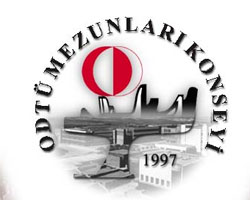 ODTÜ MEZUNLARI KONSEYİ
1997